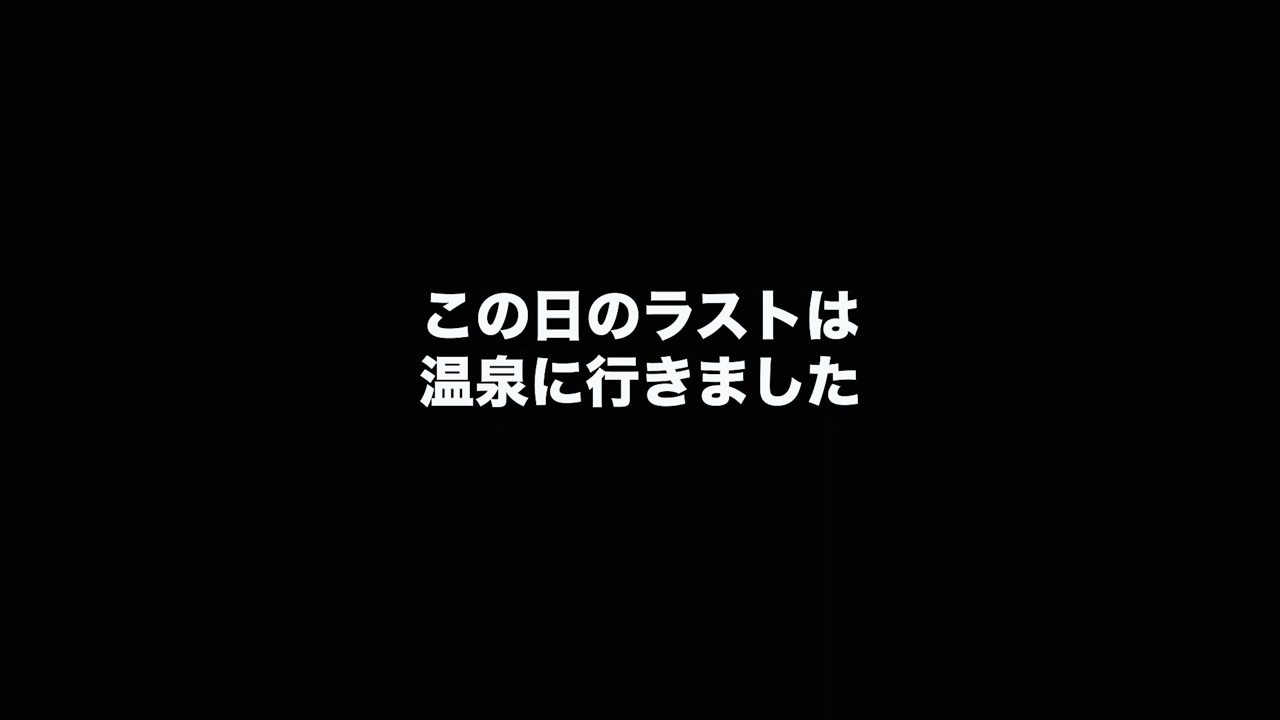 この日のラストは
温泉に行きました